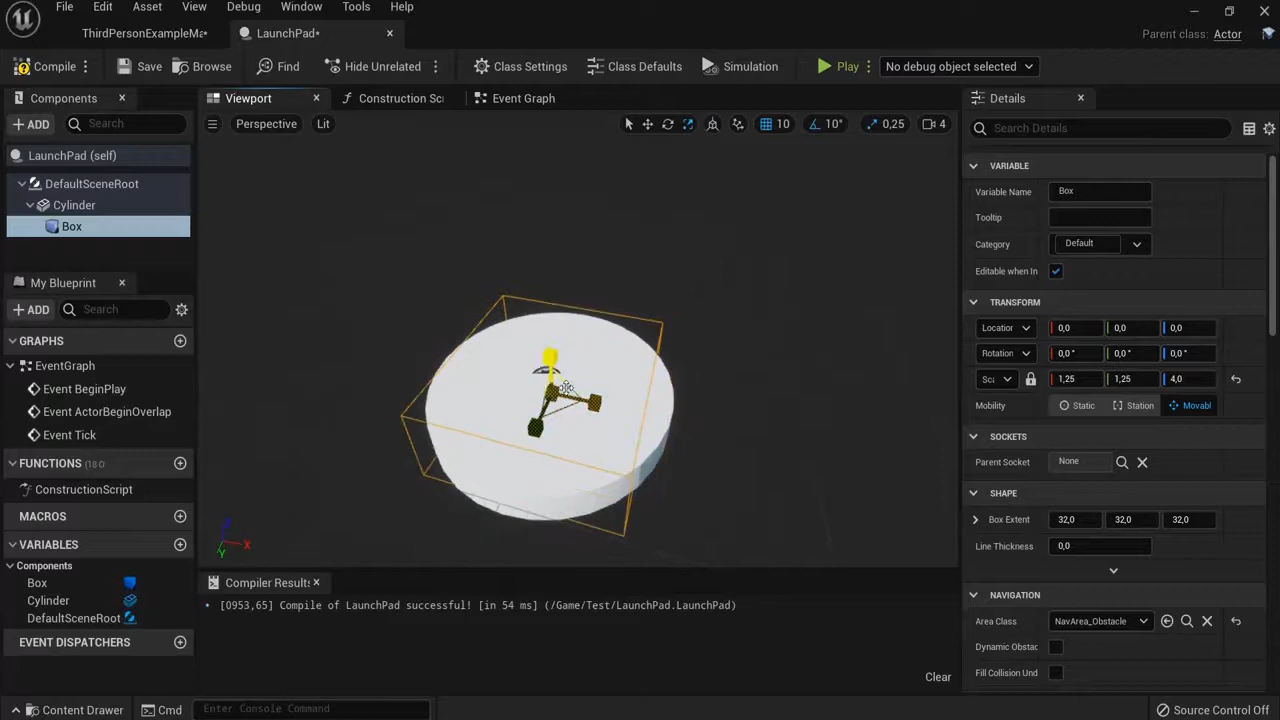 File Edit Asset View Debug Window Tools Help
ThirdPersonExampleMa*
LaunchPad*
Parent class: Actor
Compile
Save
Browse
Find
Hide Unrelated
Class Settings
Class Defaults
Simulation
Play
No debug object selected
Components
ADD
Search
LaunchPad (self)
DefaultSceneRoot
Cylinder
Box
My Blueprint
ADD
Search
GRAPHS
EventGraph
Event BeginPlay
Event ActorBeginOverlap
Event Tick
FUNCTIONS
ConstructionScript
MACROS
VARIABLES
Components
Box
Cylinder
DefaultSceneRoot
EVENT DISPATCHERS
Viewport
Construction Sc
Event Graph
Perspective
Lit
10
10°
0,25
4
Z
X
Y
Compiler Results
[0953,65] Compile of LaunchPad successful! [in 54 ms] (/Game/Test/LaunchPad.LaunchPad)
Clear
Details
Search Details
VARIABLE
Variable Name Box
Tooltip
Category Default
Editable when In
TRANSFORM
Locatior 0,0 0,0 0,0
Rotation 0,0° 0,0° 0,0°
1,25 1,25 4,0
Mobility Static Station Movabl
SOCKETS
Parent Socket None
SHAPE
Box Extent 32,0 32,0 32,0
Line Thickness 0,0
NAVIGATION
Area Class NavArea_Obstacle
Dynamic Obstac
Fill Collision Und
Content Drawer
Cmd
Enter Console Command
Source Control Off